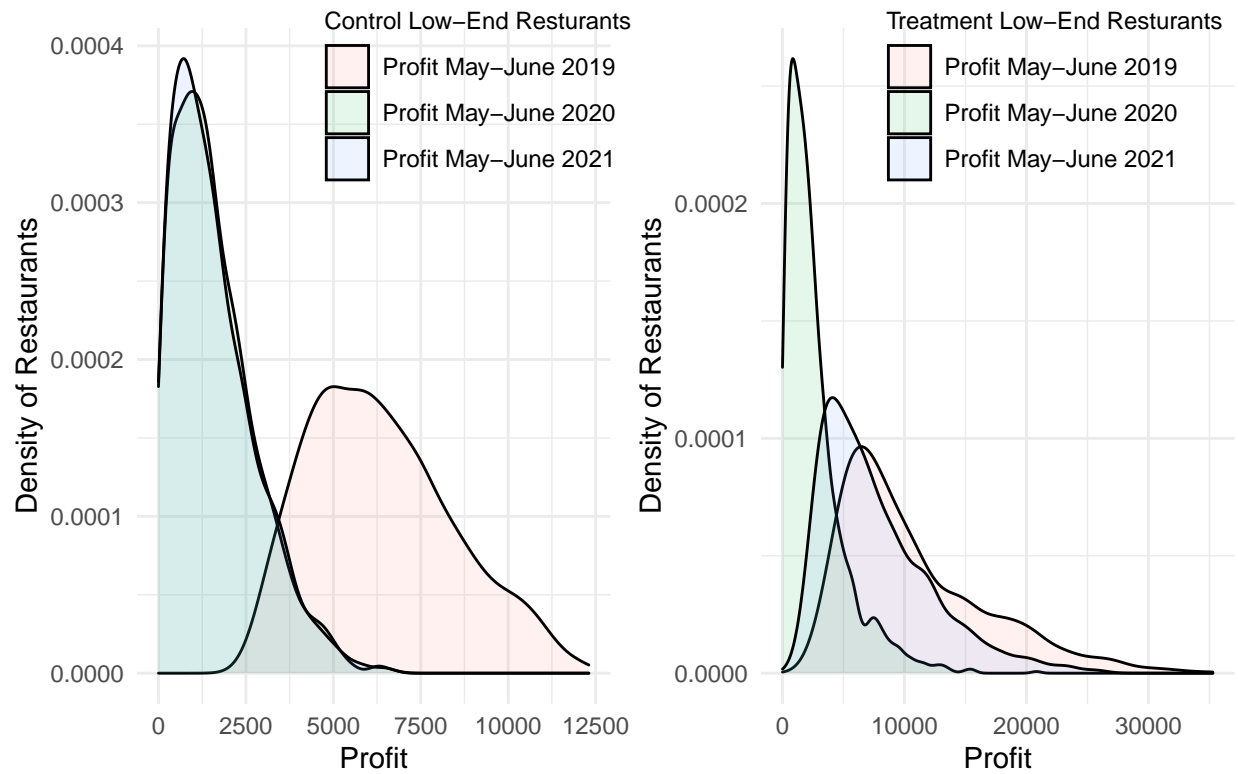 Control Low−End Resturants
Profit May−June 2019
Profit May−June 2020
Profit May−June 2021
0.0004
0.0003
0.0002
0.0001
0.0000
Density of Restaurants
0 2500 5000 7500 10000 12500
Profit
Treatment Low−End Resturants
Profit May−June 2019
Profit May−June 2020
Profit May−June 2021
0.0002
0.0001
0.0000
Density of Restaurants
0 10000 20000 30000
Profit